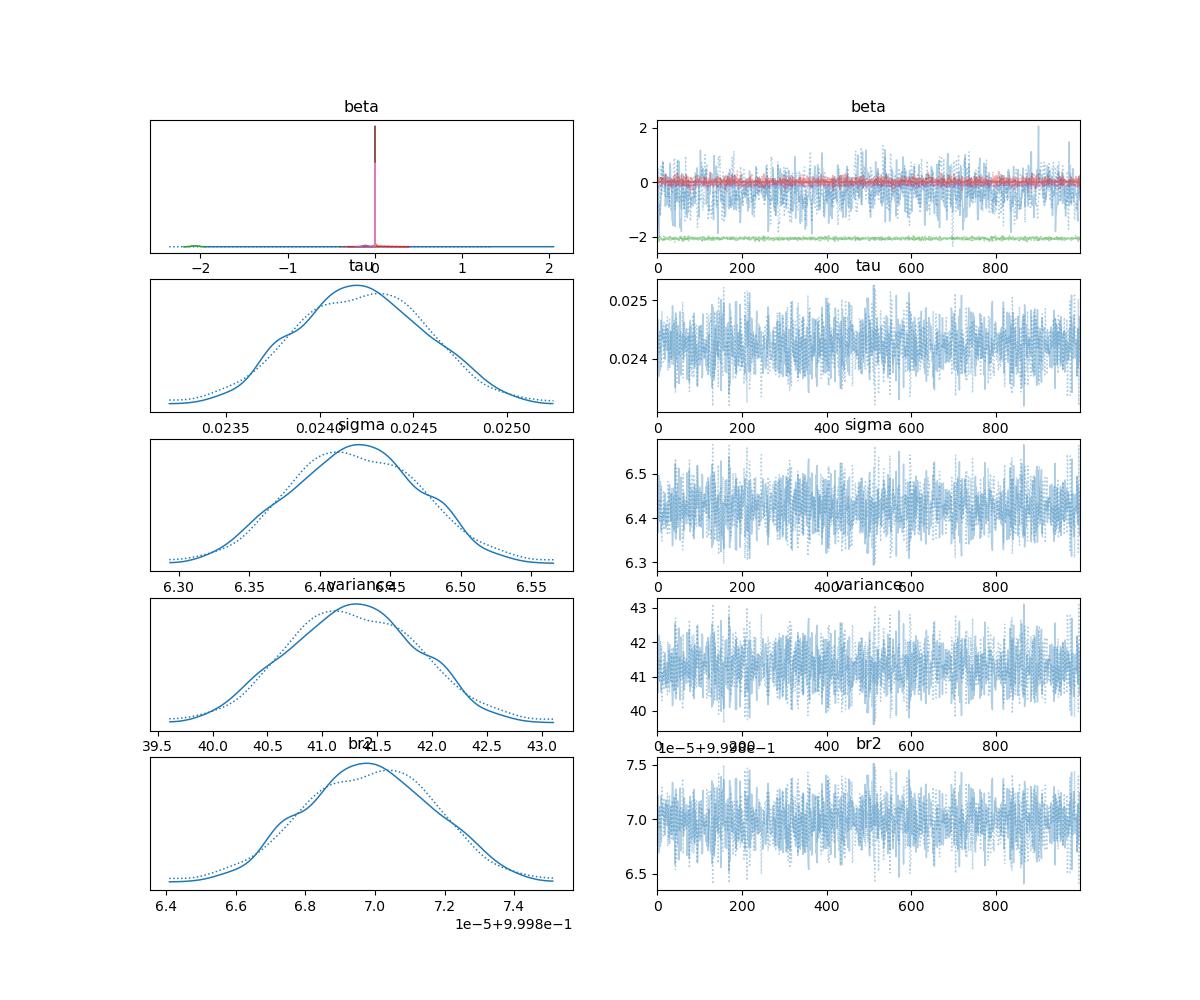 beta beta
2
0
−2
−2 −1 0 1 2 0 200 400 600 800
tau tau
0.025
0.024
0.0235 0.0240 0.0245 0.0250 0 200 400 600 800
sigma sigma
6.5
6.4
6.3
6.30 6.35 6.40 6.45 6.50 6.55 0 200 400 600 800
variance variance
43
42
41
40
39.5 40.0 40.5 41.0 41.5 42.0 42.5 43.0 0 200 400 600 800
br2 1e−5+9.998e−1 br2
7.5
7.0
6.5
6.4 6.6 6.8 7.0 7.2 7.4 0 200 400 600 800
1e−5+9.998e−1